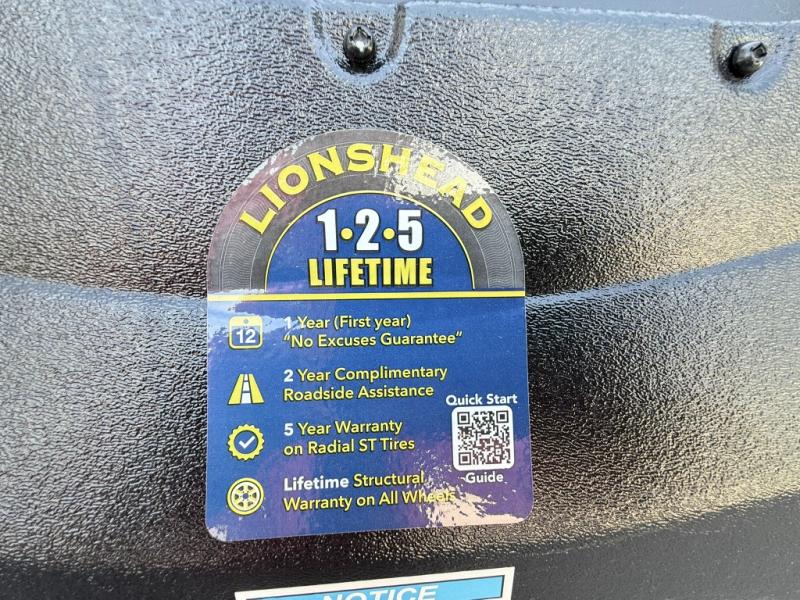 LIONSHEAD
1•2•5
LIFETIME
12
1 Year (First year)
"No Excuses Guarantee"
2 Year Complimentary
Roadside Assistance
5 Year Warranty
on Radial ST Tires
Quick Start
Guide
Lifetime Structural
Warranty on All Wheels
NOTICE